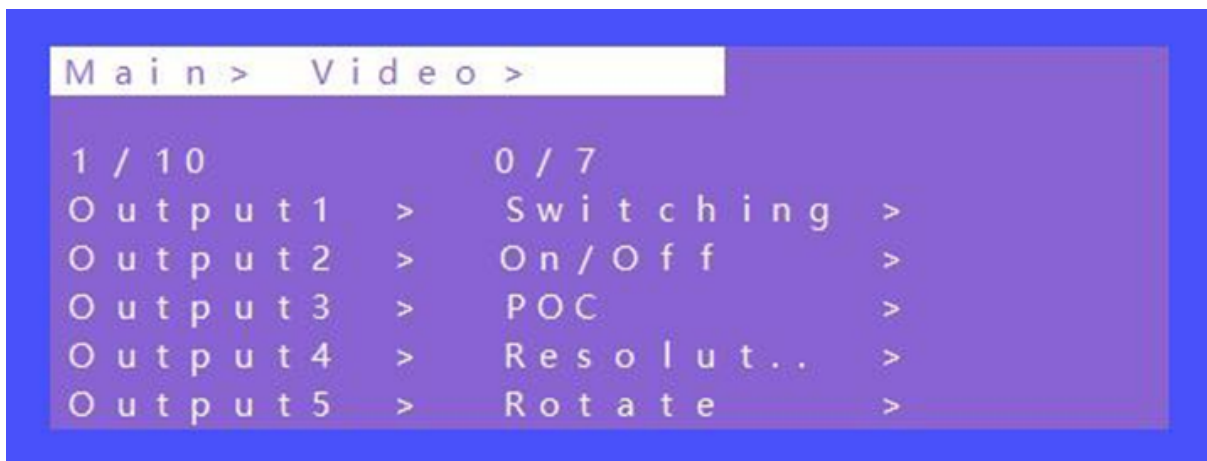 Main> Video>
1/10 0/7
Output1 > Switching >
Output2 > On/Off >
Output3 > POC >
Output4 > Resolut.. >
Output5 > Rotate >